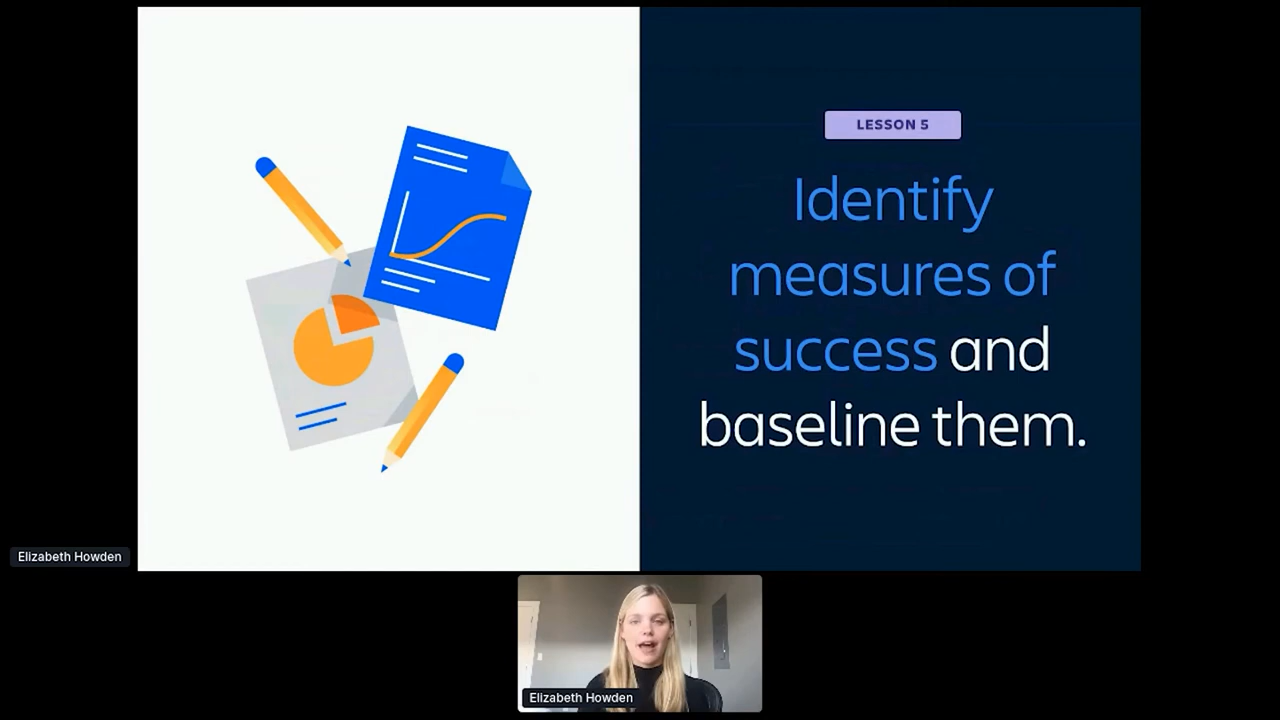 LESSON 5
Identify
measures of
success and
baseline them.
Elizabeth Howden
Elizabeth Howden